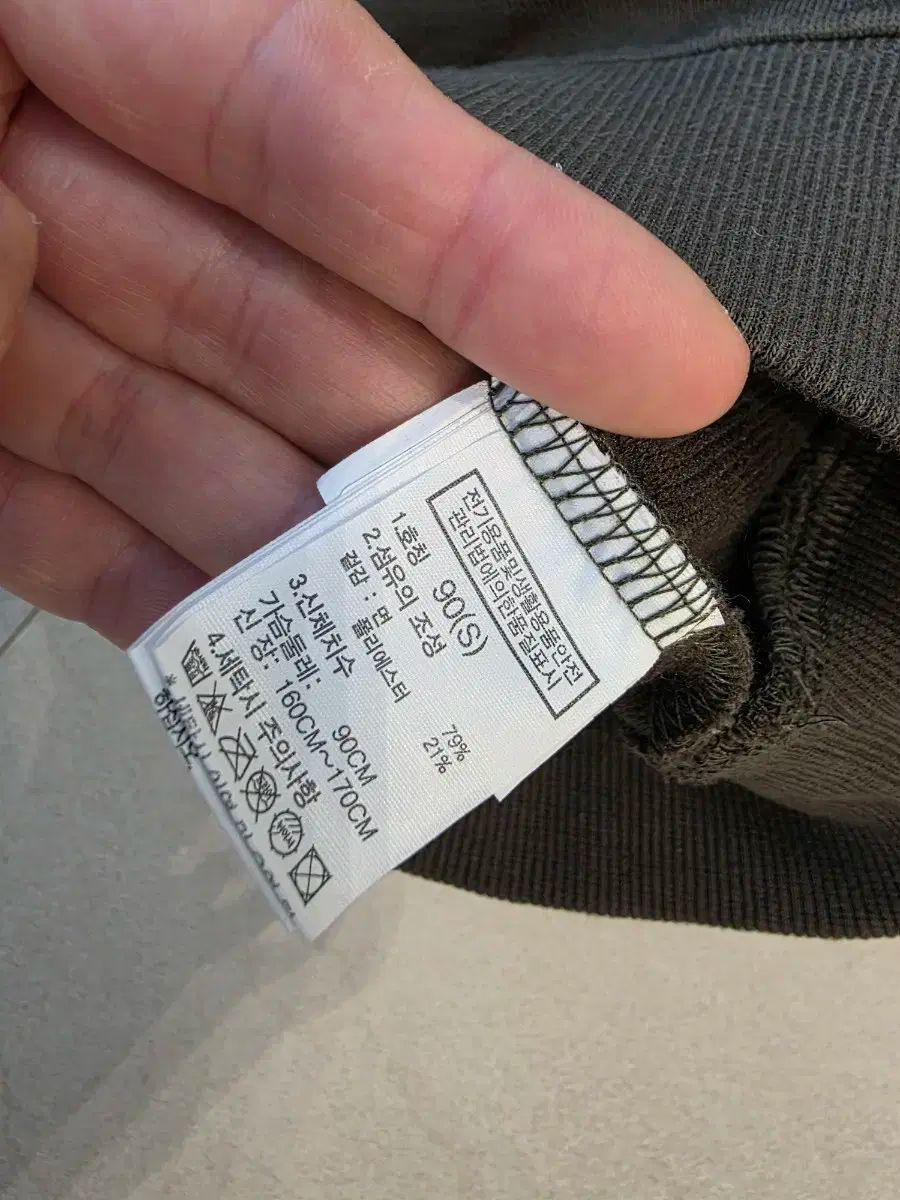 전기용품및생활용품안전
관리법에의한품질표시
1.호칭 90(S)
2.섬유의 조성
겉감 : 면 79%
폴리에스터 21%
3.신체치수
가슴둘레: 90CM
신 장: 160CM~170CM
4.세탁시 주의사항